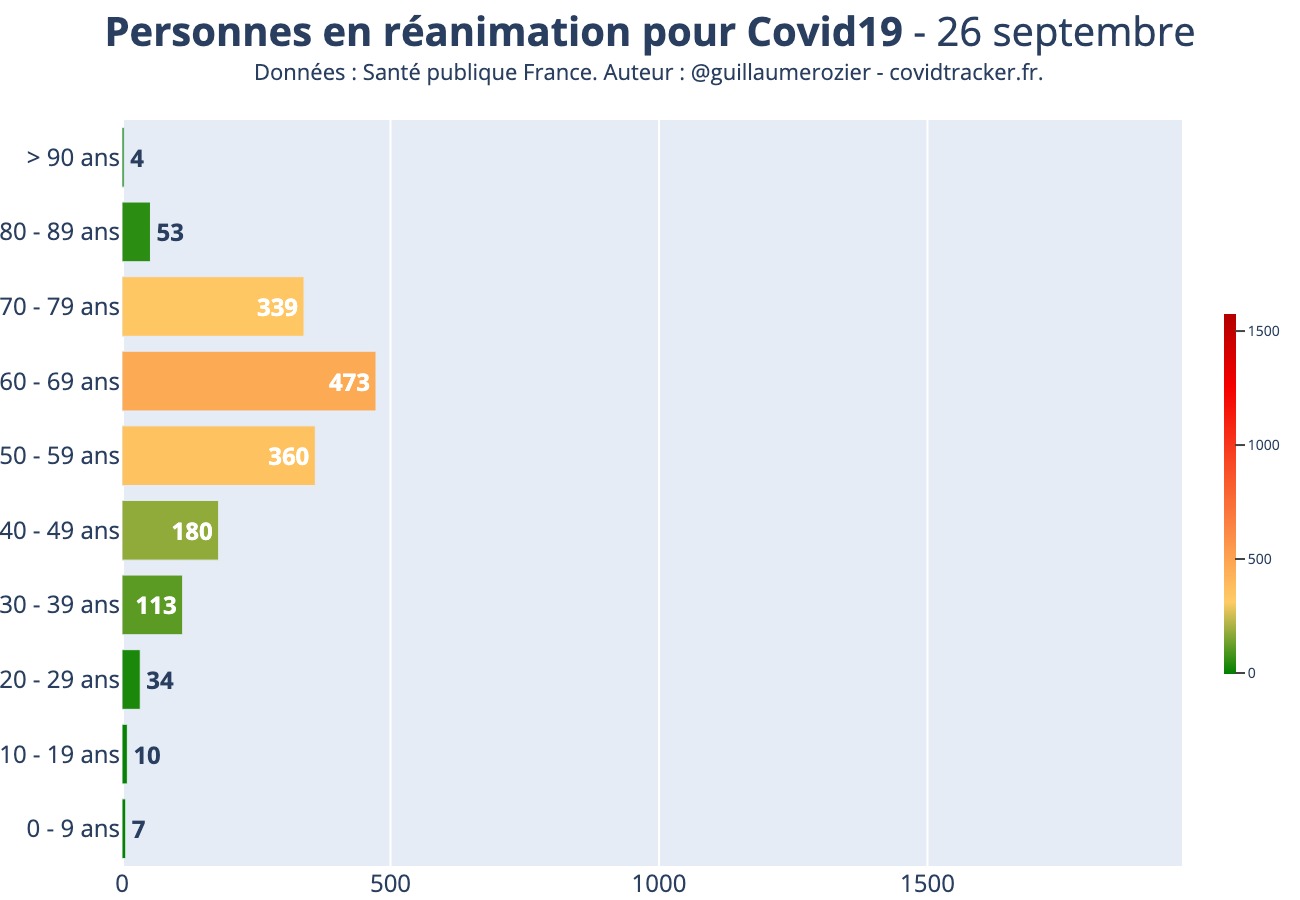 Personnes en réanimation pour Covid19 - 26 septembre
Données : Santé publique France. Auteur : @guillaumerozier - covidtracker.fr.
> 90 ans 4
80 - 89 ans 53
70 - 79 ans 339
60 - 69 ans 473
50 - 59 ans 360
40 - 49 ans 180
30 - 39 ans 113
20 - 29 ans 34
10 - 19 ans 10
0 - 9 ans 7
0 500 1000 1500
1500
1000
500
0